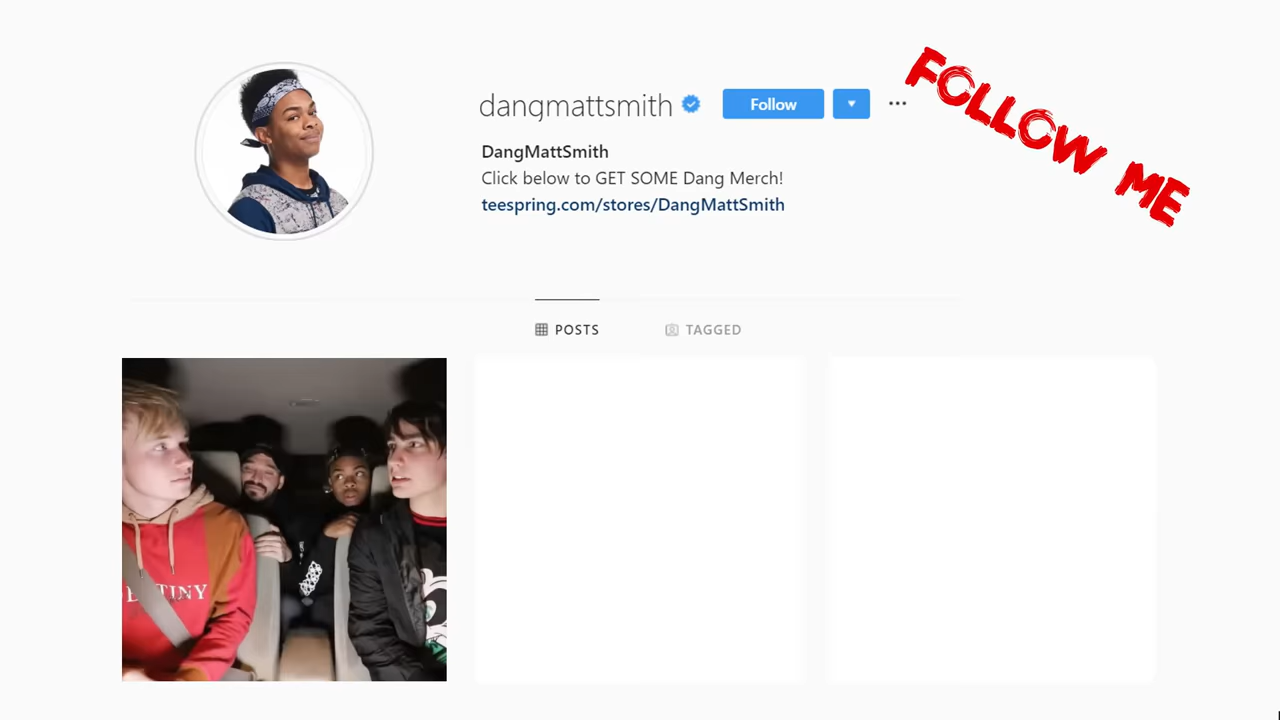 dangmattsmith
Follow
FOLLOW ME
DangMattSmith
Click below to GET SOME Dang Merch!
teespring.com/stores/DangMattSmith
POSTS
TAGGED